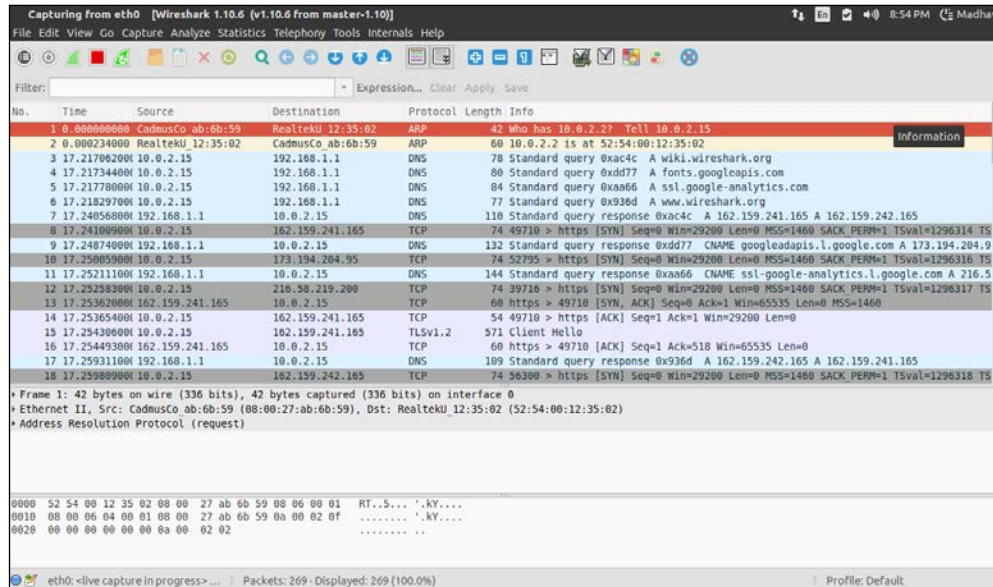 Capturing from eth0 [Wireshark 1.10.6 (v1.10.6 from master-1.10)]
En 8:54 PM Madhav
File Edit View Go Capture Analyze Statistics Telephony Tools Internals Help
Filter: Expression... Clear Apply Save
No. Time Source Destination Protocol Length Info
1 0.000000000 CadmusCo_ab:6b:59 RealtekU_12:35:02 ARP 42 Who has 10.0.2.2? Tell 10.0.2.15
Information
2 0.000234000 RealtekU_12:35:02 CadmusCo_ab:6b:59 ARP 60 10.0.2.2 is at 52:54:00:12:35:02
3 17.21706200( 10.0.2.15 192.168.1.1 DNS 78 Standard query 0xac4c A wiki.wireshark.org
4 17.21734400( 10.0.2.15 192.168.1.1 DNS 80 Standard query 0xdd77 A fonts.googleapis.com
5 17.21778000( 10.0.2.15 192.168.1.1 DNS 84 Standard query 0xaa66 A ssl.google-analytics.com
6 17.21829700( 10.0.2.15 192.168.1.1 DNS 77 Standard query 0x936d A www.wireshark.org
7 17.24056800( 192.168.1.1 10.0.2.15 DNS 110 Standard query response 0xac4c A 162.159.241.165 A 162.159.242.165
8 17.24109900( 10.0.2.15 162.159.241.165 TCP 74 49710 > https [SYN] Seq=0 Win=29200 Len=0 MSS=1460 SACK_PERM=1 TSval=1296314 TS
9 17.24874000( 192.168.1.1 10.0.2.15 DNS 132 Standard query response 0xdd77 CNAME googleadapis.l.google.com A 173.194.204.9
10 17.25005900( 10.0.2.15 173.194.204.95 TCP 74 52795 > https [SYN] Seq=0 Win=29200 Len=0 MSS=1460 SACK_PERM=1 TSval=1296316 TS
11 17.25211100( 192.168.1.1 10.0.2.15 DNS 144 Standard query response 0xaa66 CNAME ssl-google-analytics.l.google.com A 216.5
12 17.25258300( 10.0.2.15 216.58.219.200 TCP 74 39716 > https [SYN] Seq=0 Win=29200 Len=0 MSS=1460 SACK_PERM=1 TSval=1296317 TS
13 17.25362000( 162.159.241.165 10.0.2.15 TCP 60 https > 49710 [SYN, ACK] Seq=0 Ack=1 Win=65535 Len=0 MSS=1460
14 17.25365400( 10.0.2.15 162.159.241.165 TCP 54 49710 > https [ACK] Seq=1 Ack=1 Win=29200 Len=0
15 17.25430600( 10.0.2.15 162.159.241.165 TLSv1.2 571 Client Hello
16 17.25449300( 162.159.241.165 10.0.2.15 TCP 60 https > 49710 [ACK] Seq=1 Ack=518 Win=65535 Len=0
17 17.25931100( 192.168.1.1 10.0.2.15 DNS 109 Standard query response 0x936d A 162.159.242.165 A 162.159.241.165
18 17.25980900( 10.0.2.15 162.159.242.165 TCP 74 56300 > https [SYN] Seq=0 Win=29200 Len=0 MSS=1460 SACK_PERM=1 TSval=1296318 TS
Frame 1: 42 bytes on wire (336 bits), 42 bytes captured (336 bits) on interface 0
Ethernet II, Src: CadmusCo_ab:6b:59 (08:00:27:ab:6b:59), Dst: RealtekU_12:35:02 (52:54:00:12:35:02)
Address Resolution Protocol (request)
0000 52 54 00 12 35 02 08 00 27 ab 6b 59 08 06 00 01 RT..5... '.kY....
0010 08 00 06 04 00 01 08 00 27 ab 6b 59 0a 00 02 0f ........ '.kY....
0020 00 00 00 00 00 00 0a 00 02 02 ........ ..
eth0: <live capture in progress> ... Packets: 269 · Displayed: 269 (100.0%) Profile: Default